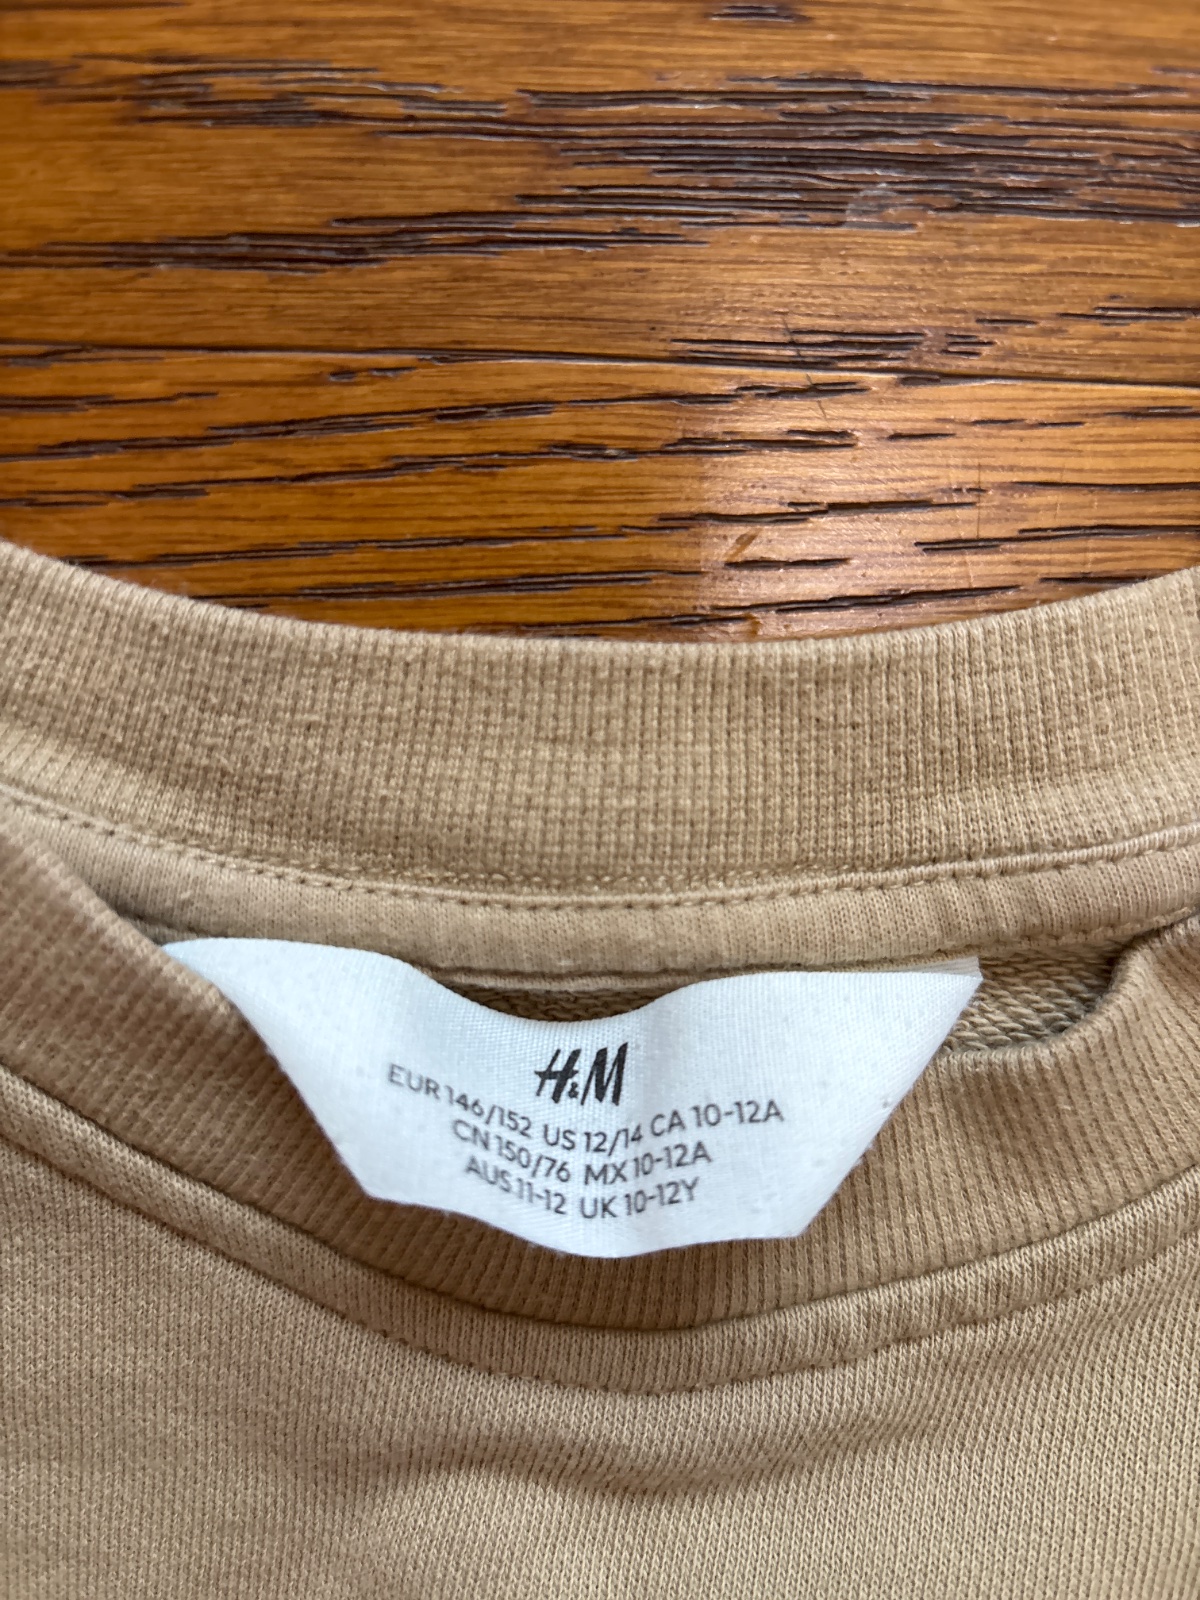 H&M
EUR 146/152 US 12/14 CA 10-12A
CN 150/76 MX 10-12A
AUS 11-12 UK 10-12Y